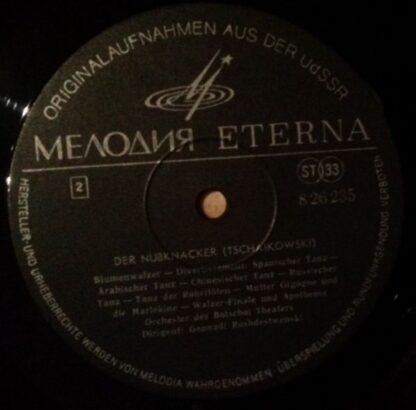 ORIGINALAUFNAHMEN AUS DER UdSSR
МЕЛОДИЯ ETERNA
2
ST 33
8 26 235
DER NUßKNACKER (TSCHAIKOWSKI)
Blumenwalzer — Divertissement: Spanischer Tanz —
Arabischer Tanz — Chinesischer Tanz — Russischer
Tanz — Tanz der Rohrflöten — Mutter Gigogne und
die Marlekine — Walzer-Finale und Apotheose
Orchester des Bolschoi Theaters
Dirigent: Gennadi Roshdestwenski
HERSTELLER UND URHEBERRECHTE WERDEN VON MELODIA WAHRGENOMMEN · ÜBERSPIELUNG UND RUNDFUNKSENDUNG VERBOTEN